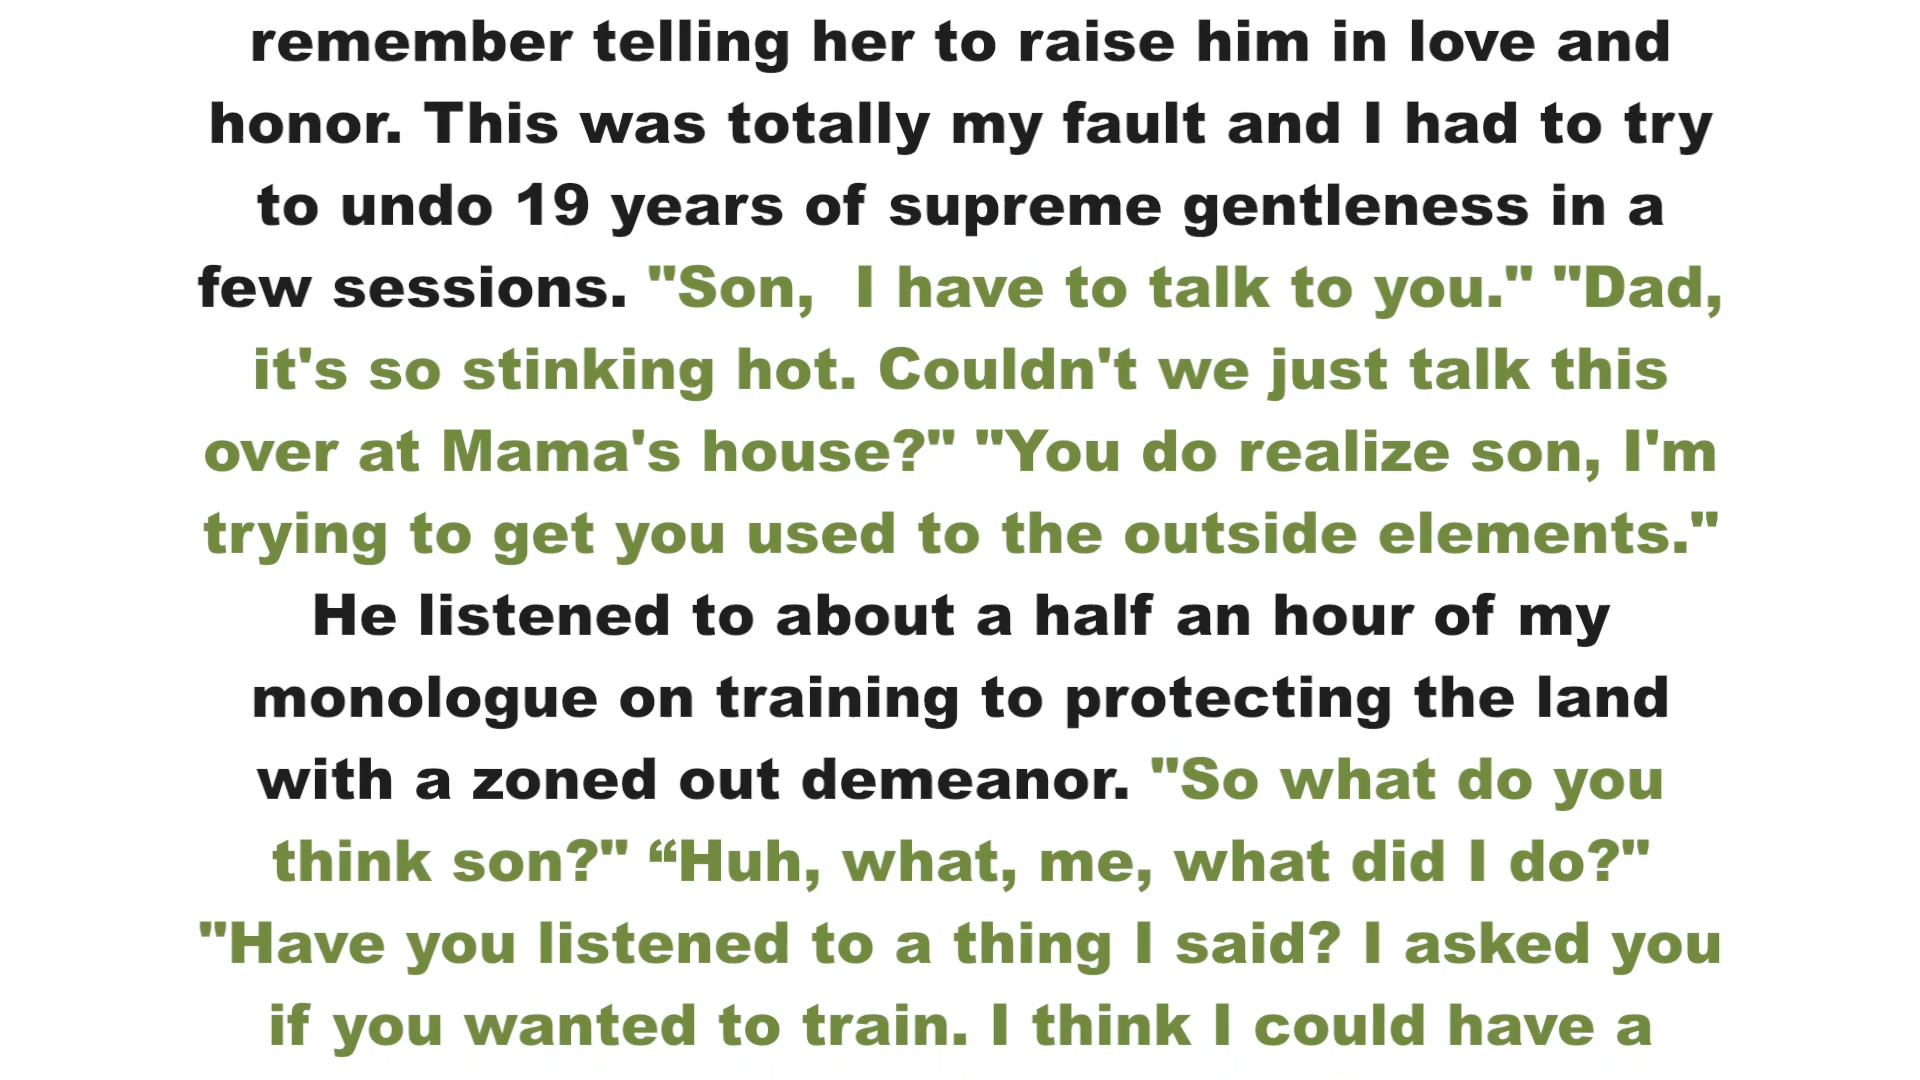 remember telling her to raise him in love and
honor. This was totally my fault and I had to try
to undo 19 years of supreme gentleness in a
few sessions. "Son,  I have to talk to you." "Dad,
it's so stinking hot. Couldn't we just talk this
over at Mama's house?" "You do realize son, I'm
trying to get you used to the outside elements."
He listened to about a half an hour of my
monologue on training to protecting the land
with a zoned out demeanor. "So what do you
think son?" “Huh, what, me, what did I do?"
"Have you listened to a thing I said? I asked you
if you wanted to train. I think I could have a